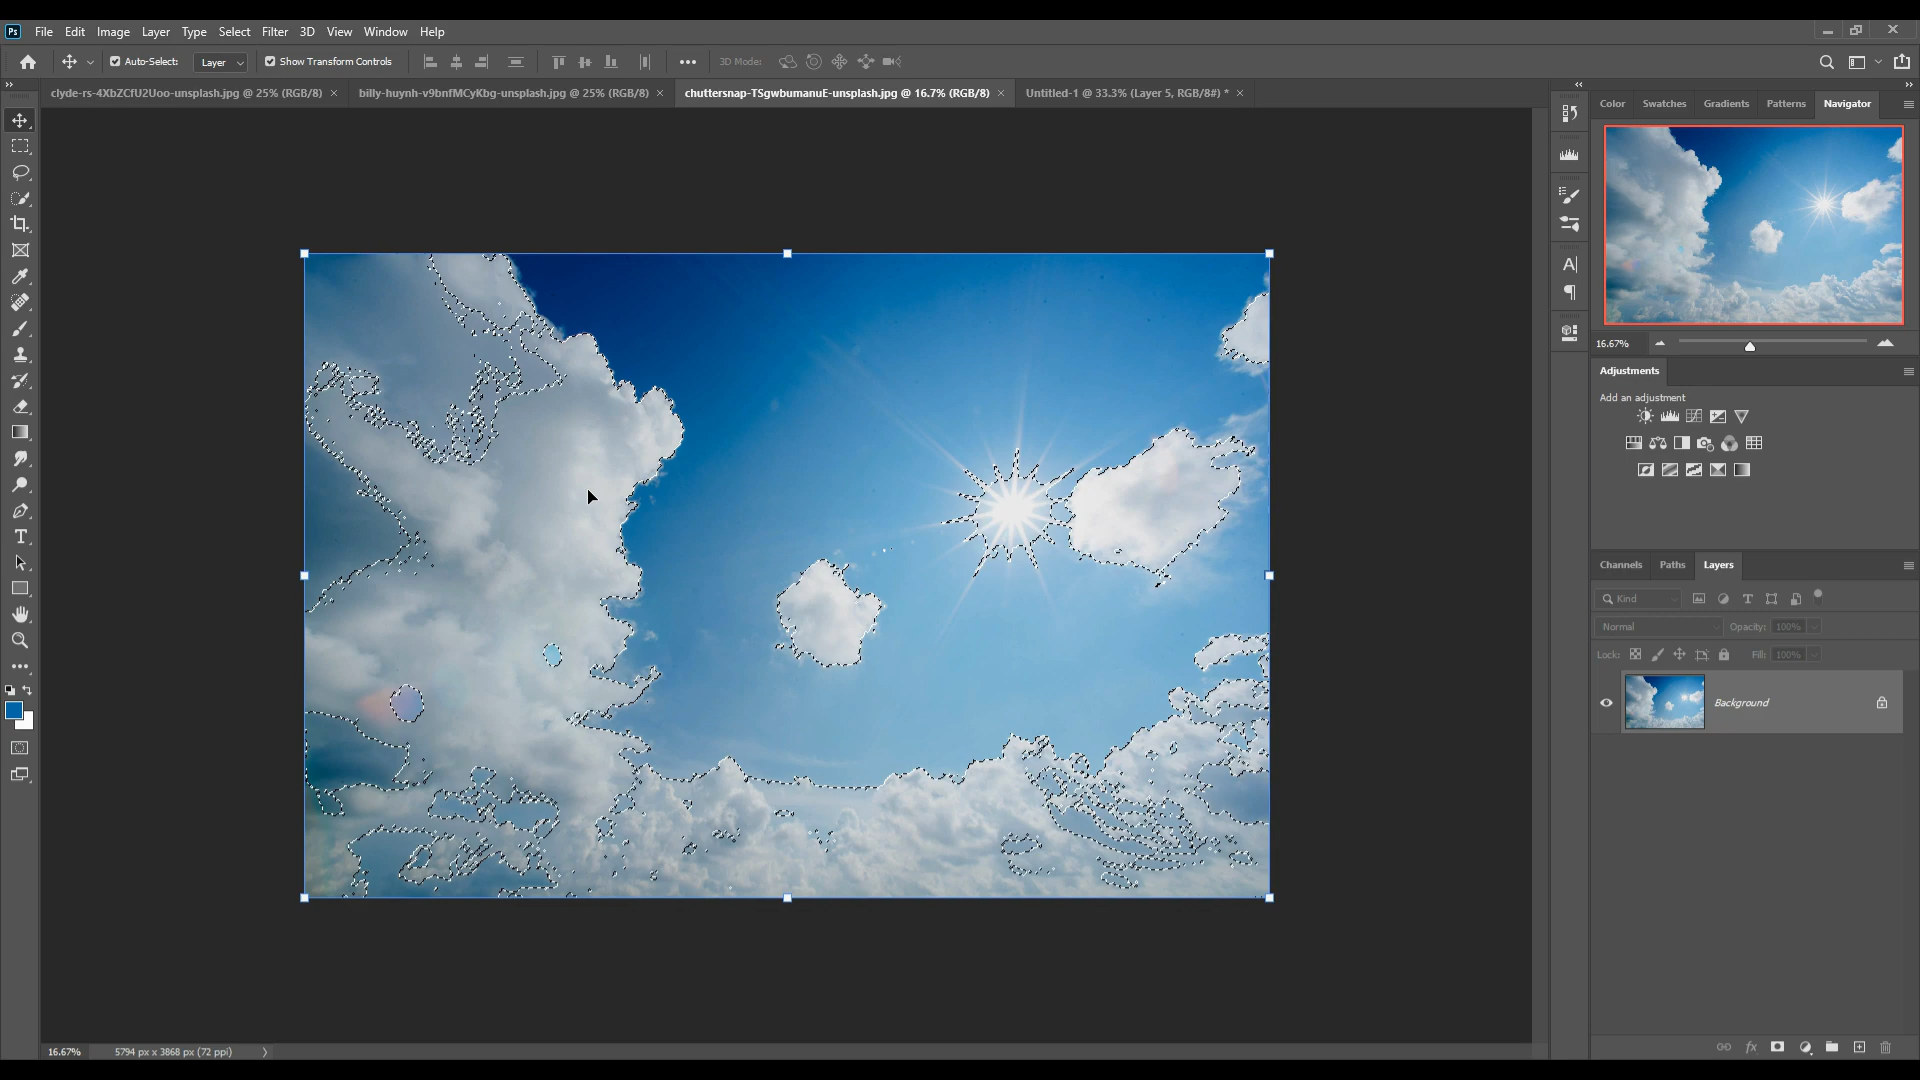 Ps File Edit Image Layer Type Select Filter 3D View Window Help
Auto-Select: Layer Show Transform Controls 3D Mode:
clyde-rs-4XbZCfU2Uoo-unsplash.jpg @ 25% (RGB/8) × billy-huynh-v9bnfMCyKbg-unsplash.jpg @ 25% (RGB/8) × chuttersnap-TSgwbumanuE-unsplash.jpg @ 16.7% (RGB/8) × Untitled-1 @ 33.3% (Layer 5, RGB/8#) * ×
Color Swatches Gradients Patterns Navigator
16.67%
Adjustments
Add an adjustment
Channels Paths Layers
Kind
Normal Opacity: 100%
Lock: Fill: 100%
Background
16.67% 5794 px x 3868 px (72 ppi)